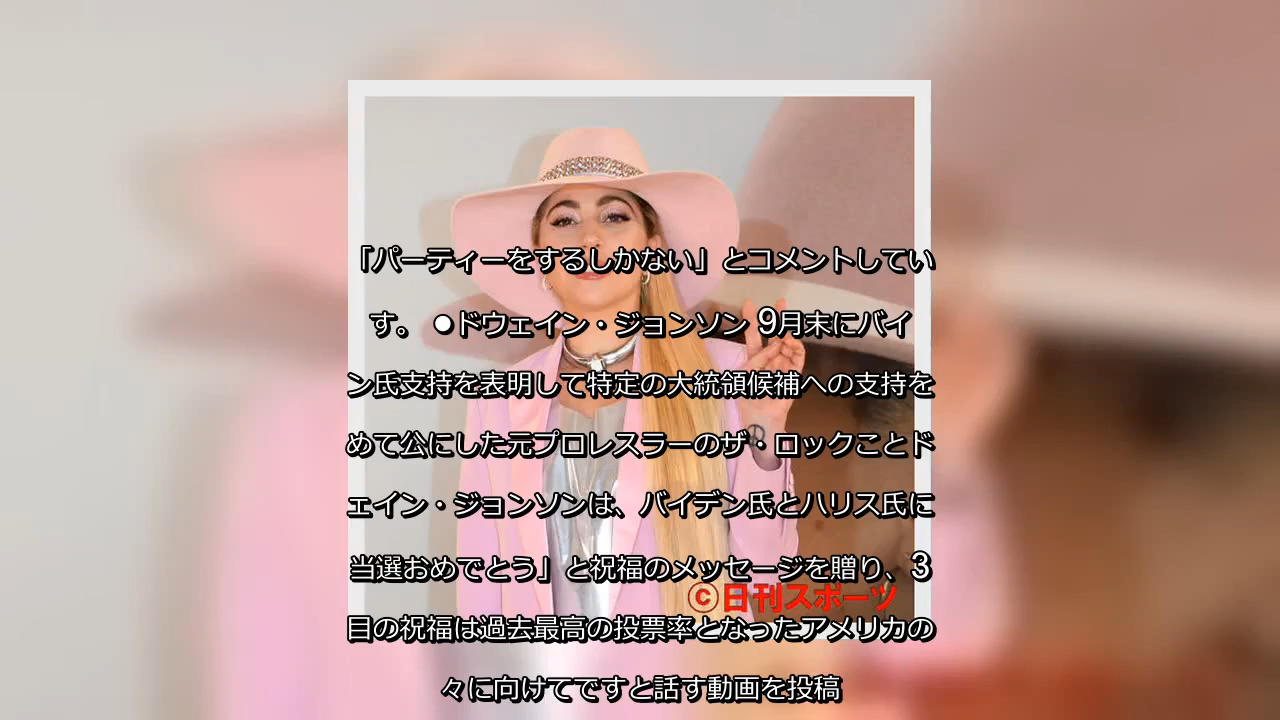 「パーティーをするしかない」とコメントしてい
す。 ●ドウェイン・ジョンソン 9月末にバイ
ン氏支持を表明して特定の大統領候補への支持を
めて公にした元プロレスラーのザ・ロックことド
ェイン・ジョンソンは、バイデン氏とハリス氏に
当選おめでとう」と祝福のメッセージを贈り、3
目の祝福は過去最高の投票率となったアメリカの
々に向けてですと話す動画を投稿
©日刊スポーツ